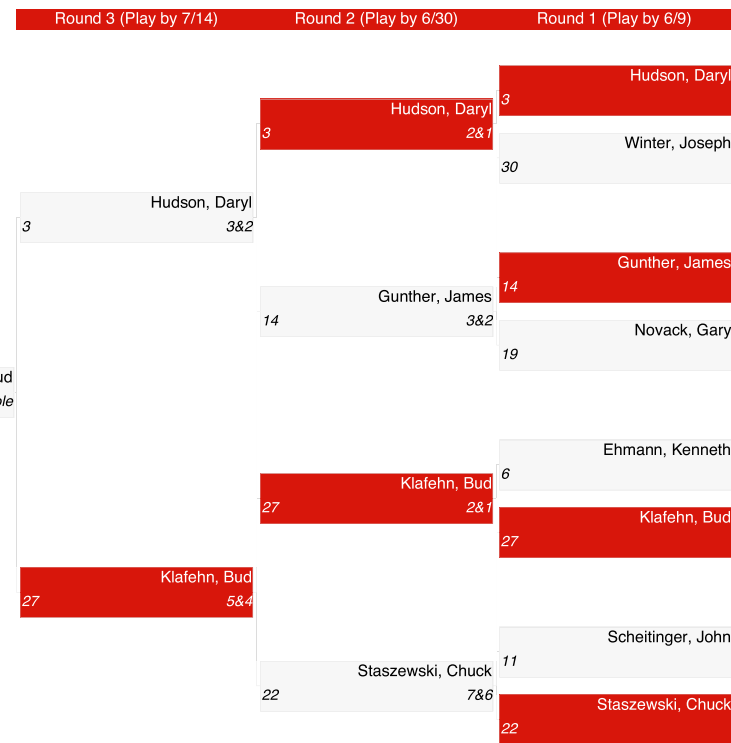 Round 3 (Play by 7/14) Round 2 (Play by 6/30) Round 1 (Play by 6/9)
Hudson, Daryl
3
Hudson, Daryl
3 2&1
Winter, Joseph
30
Hudson, Daryl
3 3&2
Gunther, James
14
Gunther, James
14 3&2
Novack, Gary
19
Ehmann, Kenneth
6
Klafehn, Bud
27 2&1
Klafehn, Bud
27
Klafehn, Bud
27 5&4
Scheitinger, John
11
Staszewski, Chuck
22 7&6
Staszewski, Chuck
22